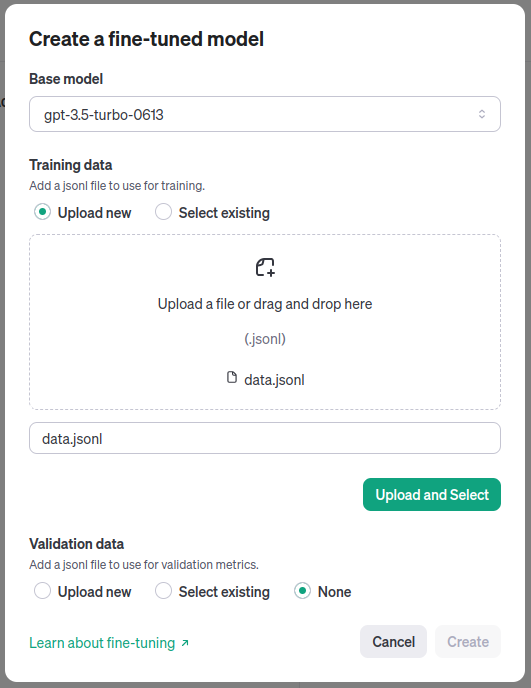 Create a fine-tuned model
Base model
gpt-3.5-turbo-0613
Training data
Add a jsonl file to use for training.
Upload new Select existing
Upload a file or drag and drop here
(.jsonl)
data.jsonl
data.jsonl
Upload and Select
Validation data
Add a jsonl file to use for validation metrics.
Upload new Select existing None
Learn about fine-tuning ↗ Cancel Create